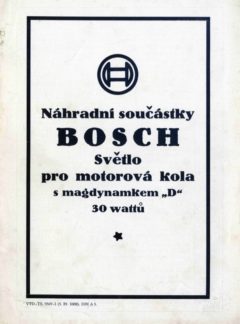 Náhradní součástky
BOSCH
Světlo
pro motorová kola
s magdynamkem „D“
30 wattů